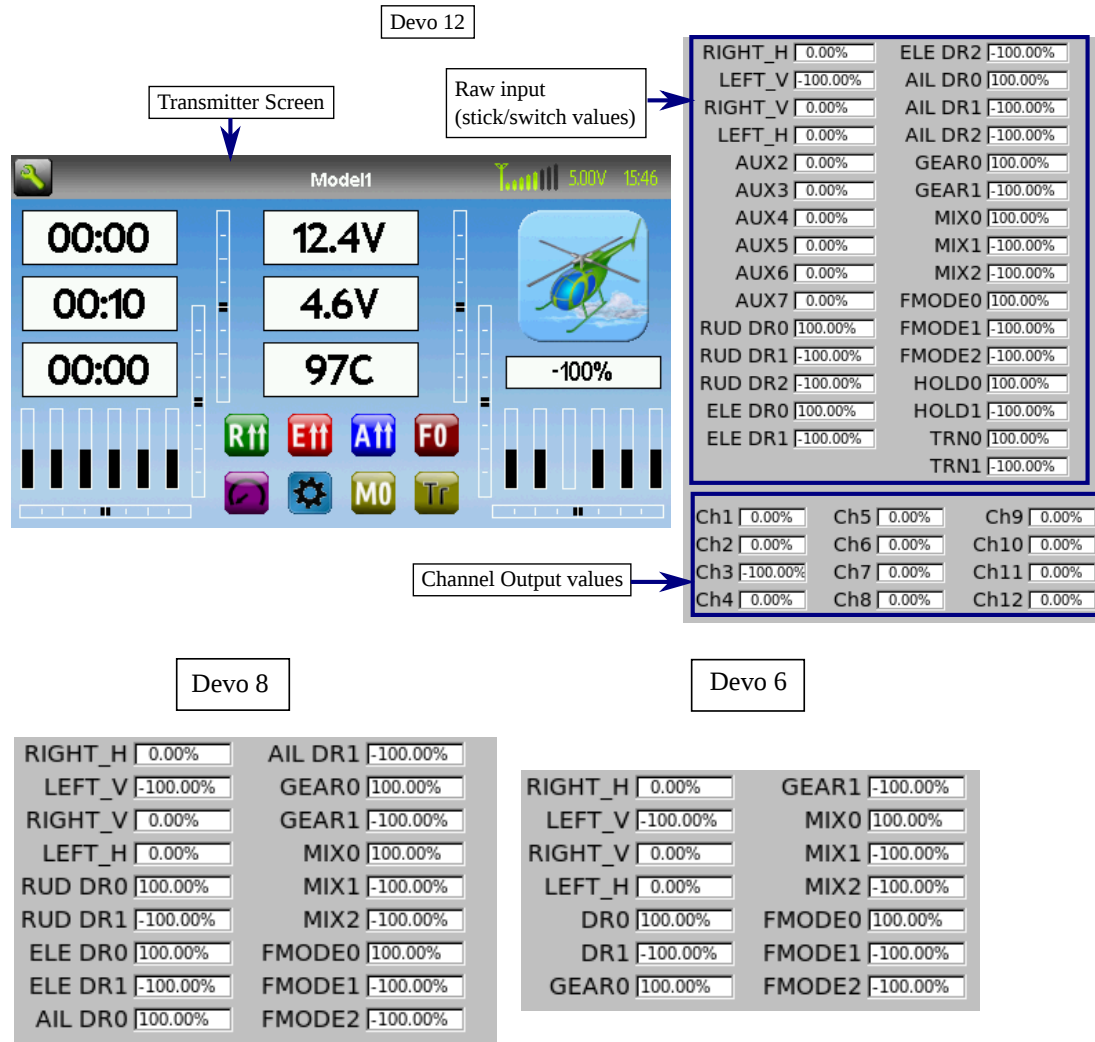 Devo 12
Transmitter Screen
Raw input
(stick/switch values)
Model1 5.00V 15:46
00:00 12.4V
00:10 4.6V
00:00 97C -100%
R E A F0
M0 Tr
RIGHT_H 0.00% ELE DR2 -100.00%
LEFT_V -100.00% AIL DR0 100.00%
RIGHT_V 0.00% AIL DR1 -100.00%
LEFT_H 0.00% AIL DR2 -100.00%
AUX2 0.00% GEAR0 100.00%
AUX3 0.00% GEAR1 -100.00%
AUX4 0.00% MIX0 100.00%
AUX5 0.00% MIX1 -100.00%
AUX6 0.00% MIX2 -100.00%
AUX7 0.00% FMODE0 100.00%
RUD DR0 100.00% FMODE1 -100.00%
RUD DR1 -100.00% FMODE2 -100.00%
RUD DR2 -100.00% HOLD0 100.00%
ELE DR0 100.00% HOLD1 -100.00%
ELE DR1 -100.00% TRN0 100.00%
TRN1 -100.00%
Channel Output values
Ch1 0.00% Ch5 0.00% Ch9 0.00%
Ch2 0.00% Ch6 0.00% Ch10 0.00%
Ch3 -100.00% Ch7 0.00% Ch11 0.00%
Ch4 0.00% Ch8 0.00% Ch12 0.00%
Devo 8
RIGHT_H 0.00% AIL DR1 -100.00%
LEFT_V -100.00% GEAR0 100.00%
RIGHT_V 0.00% GEAR1 -100.00%
LEFT_H 0.00% MIX0 100.00%
RUD DR0 100.00% MIX1 -100.00%
RUD DR1 -100.00% MIX2 -100.00%
ELE DR0 100.00% FMODE0 100.00%
ELE DR1 -100.00% FMODE1 -100.00%
AIL DR0 100.00% FMODE2 -100.00%
Devo 6
RIGHT_H 0.00% GEAR1 -100.00%
LEFT_V -100.00% MIX0 100.00%
RIGHT_V 0.00% MIX1 -100.00%
LEFT_H 0.00% MIX2 -100.00%
DR0 100.00% FMODE0 100.00%
DR1 -100.00% FMODE1 -100.00%
GEAR0 100.00% FMODE2 -100.00%